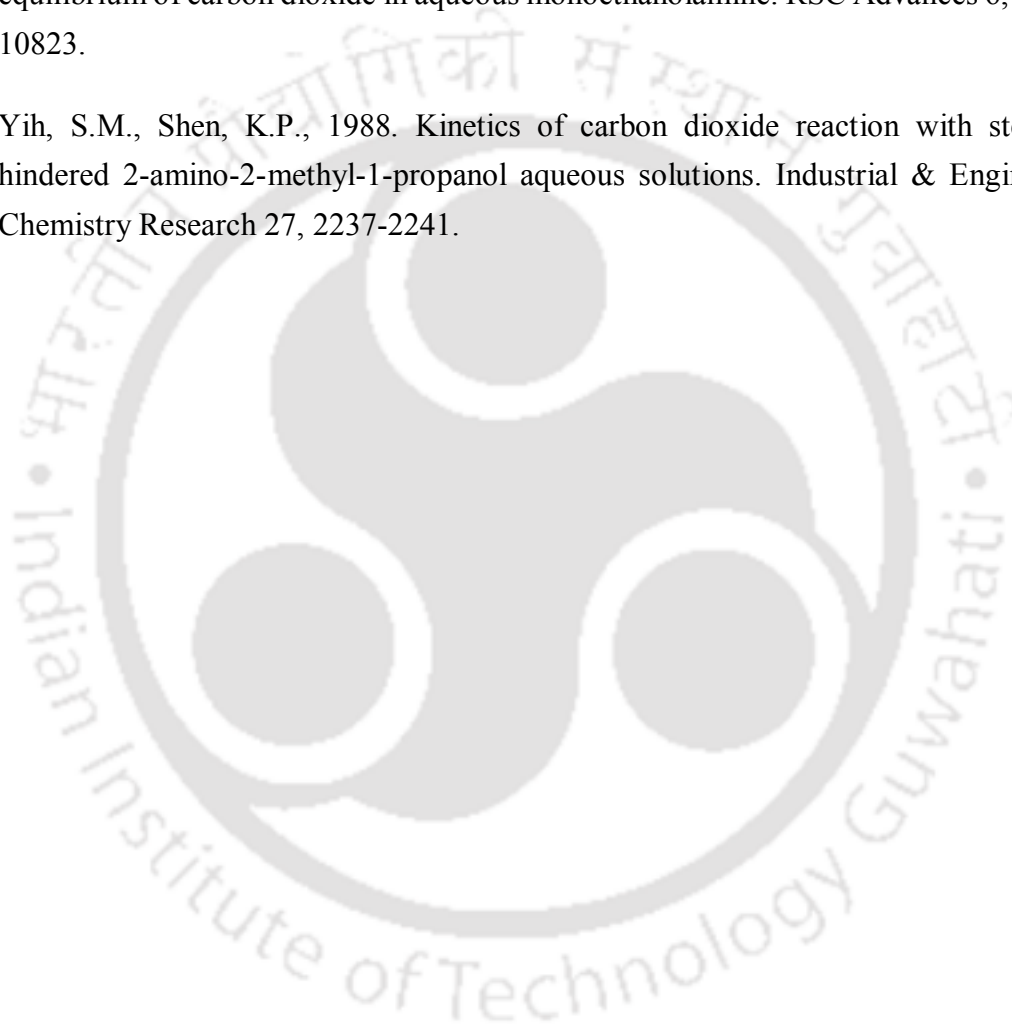 equilibrium of carbon dioxide in aqueous monoethanolamine. RSC Advances 6,
10823.
Yih, S.M., Shen, K.P., 1988. Kinetics of carbon dioxide reaction with
hindered 2-amino-2-methyl-1-propanol aqueous solutions. Industrial &
Chemistry Research 27, 2237-2241.
भारतीय प्रौद्योगिकी संस्थान गुवाहाटी
Indian Institute of Technology Guwahati